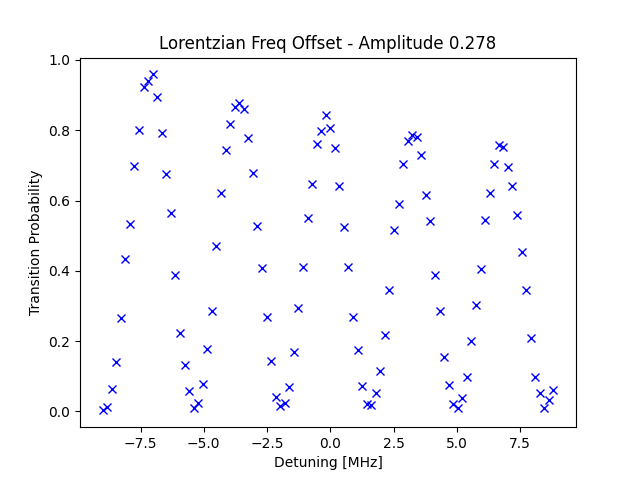 Lorentzian Freq Offset - Amplitude 0.278
Transition Probability
1.0
0.8
0.6
0.4
0.2
0.0
−7.5 −5.0 −2.5 0.0 2.5 5.0 7.5
Detuning [MHz]